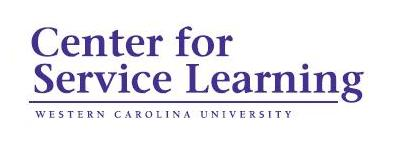 Center for
Service Learning
WESTERN CAROLINA UNIVERSITY